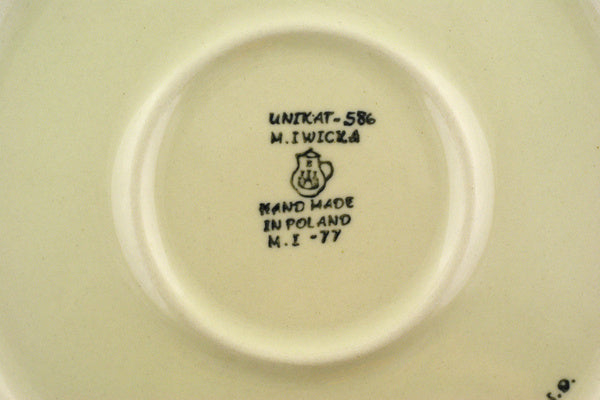 UNIKAT-586
M.IWICKA
B
HAND MADE
IN POLAND
M.I -77
S.O.